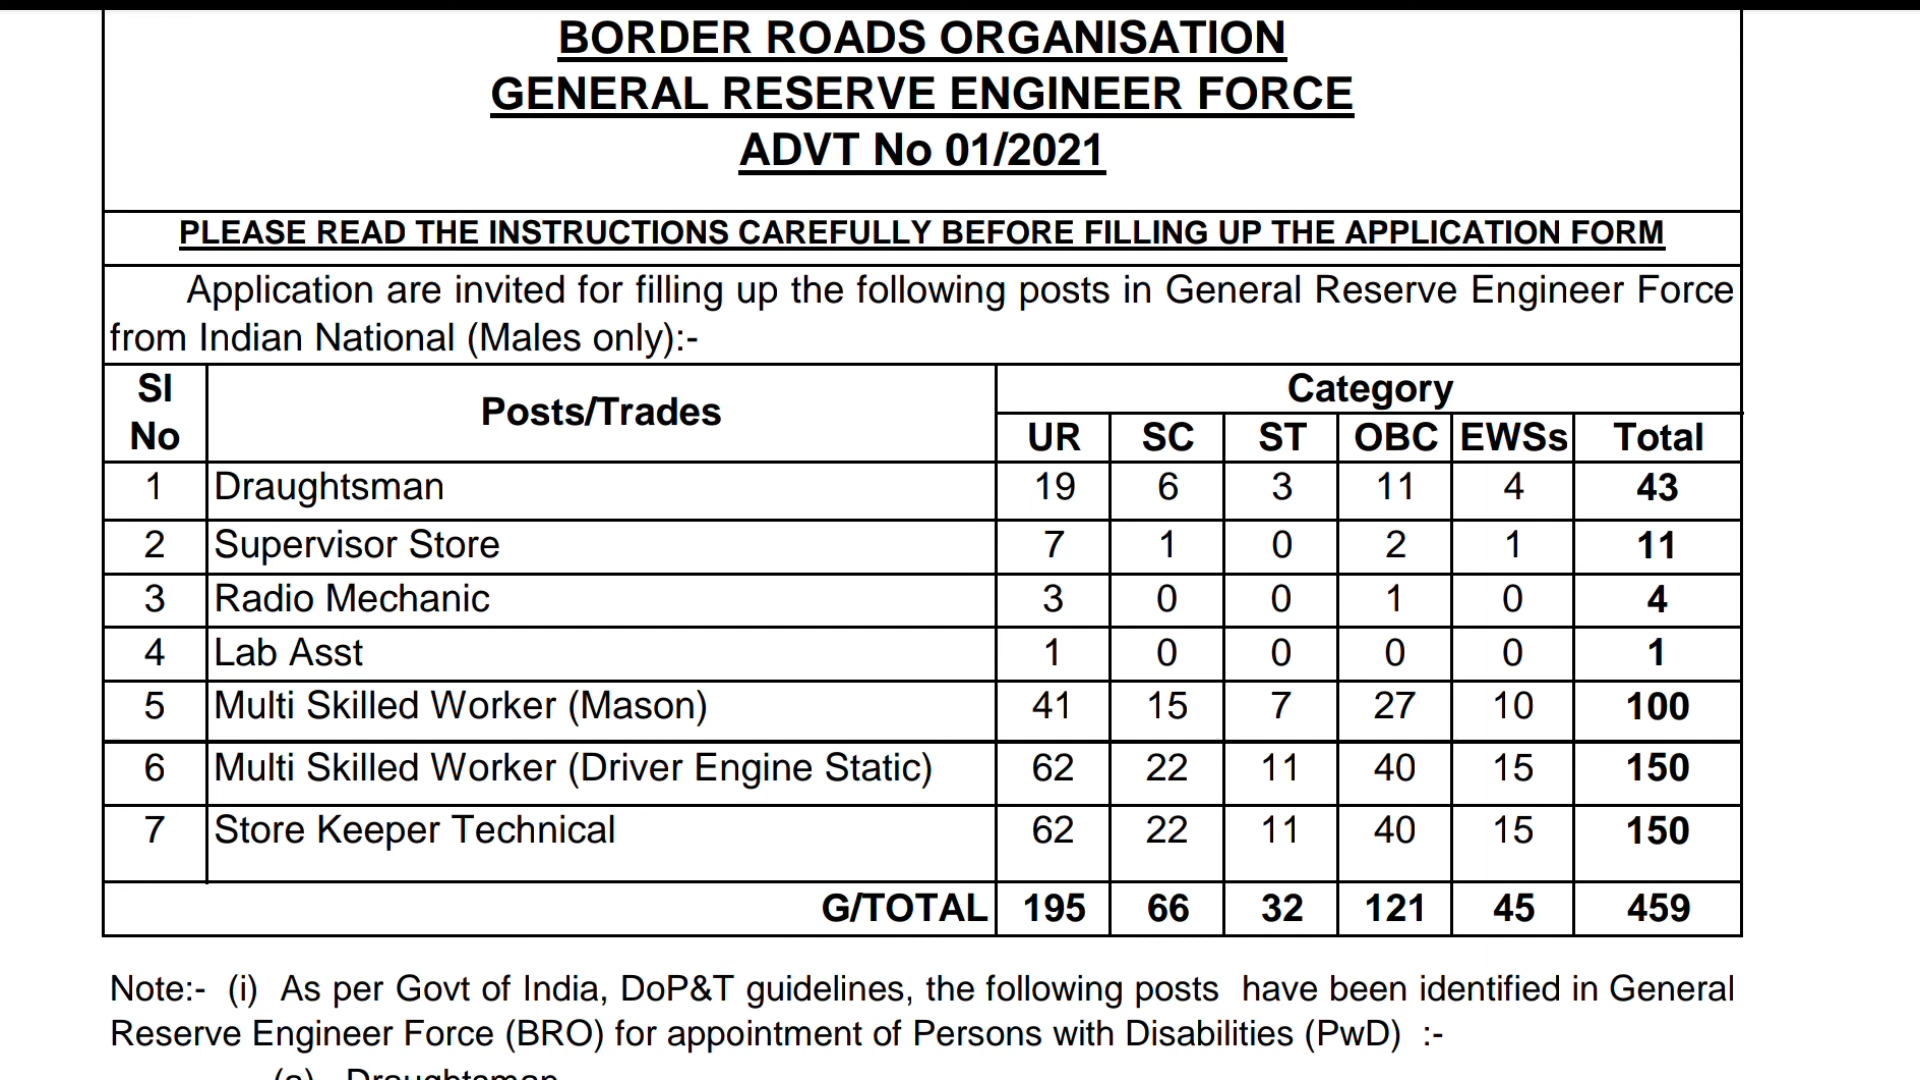 BORDER ROADS ORGANISATION
GENERAL RESERVE ENGINEER FORCE
ADVT No 01/2021
PLEASE READ THE INSTRUCTIONS CAREFULLY BEFORE FILLING UP THE APPLICATION FORM
Application are invited for filling up the following posts in General Reserve Engineer Force
from Indian National (Males only):-
Sl No Posts/Trades Category
UR SC ST OBC EWSs Total
1 Draughtsman 19 6 3 11 4 43
2 Supervisor Store 7 1 0 2 1 11
3 Radio Mechanic 3 0 0 1 0 4
4 Lab Asst 1 0 0 0 0 1
5 Multi Skilled Worker (Mason) 41 15 7 27 10 100
6 Multi Skilled Worker (Driver Engine Static) 62 22 11 40 15 150
7 Store Keeper Technical 62 22 11 40 15 150
G/TOTAL 195 66 32 121 45 459
Note:- (i) As per Govt of India, DoP&T guidelines, the following posts have been identified in General
Reserve Engineer Force (BRO) for appointment of Persons with Disabilities (PwD) :-
(a) Draughtsman